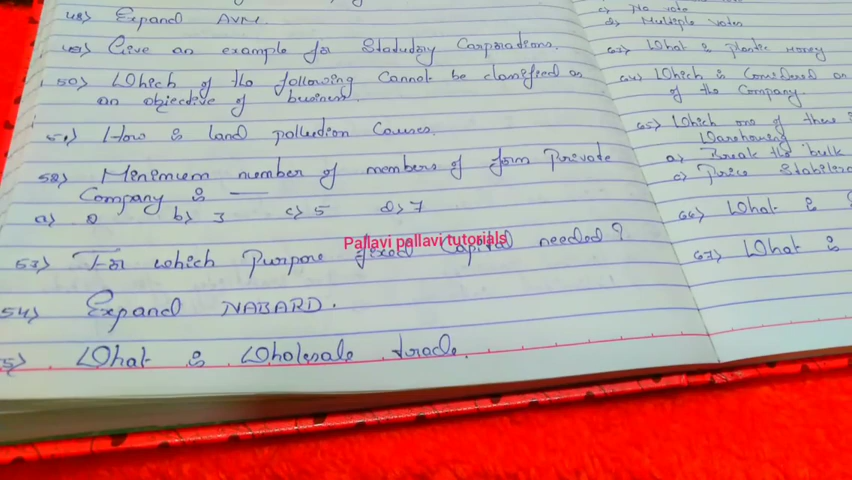 48) Expand AVM.
49) Give an example for Statutory Corporations.
50) Which of the following Cannot be classified as
an objective of business.
51) How is land pollution Causes.
52) Minimum number of members of form Private
Company is —
a) 2 b) 3 c) 5 d) 7
53) For which Purpose fixed Capital needed?
Pallavi pallavi tutorials
54) Expand NABARD.
5) What is Wholesale trade.
c) No vote
d) Multiple votes
63) What is plastic money
64) Which is Considered as
of the Company.
65) Which one of these
Warehousing
a) Break the bulk
c) Price Stabiliza
66) What is
67) What is